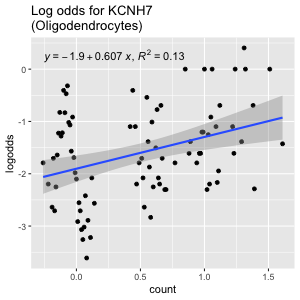 Log odds for KCNH7
(Oligodendrocytes)
y = −1.9 + 0.607 x, R² = 0.13
0
-1
-2
-3
0.0
0.5
1.0
1.5
logodds
count